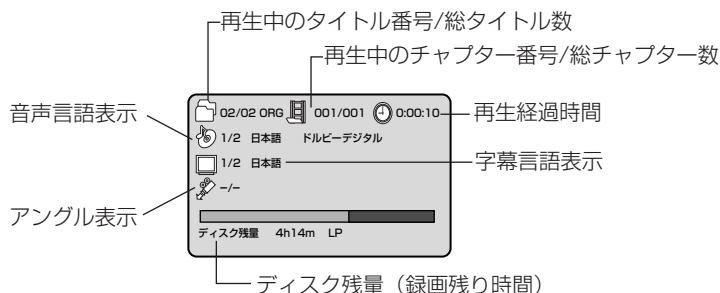 再生中のタイトル番号/総タイトル数
再生中のチャプター番号/総チャプター数
音声言語表示
02/02 ORG 001/001 0:00:10
再生経過時間
1/2 日本語 ドルビーデジタル
1/2 日本語
字幕言語表示
-/-
アングル表示
ディスク残量 4h14m LP
ディスク残量（録画残り時間）